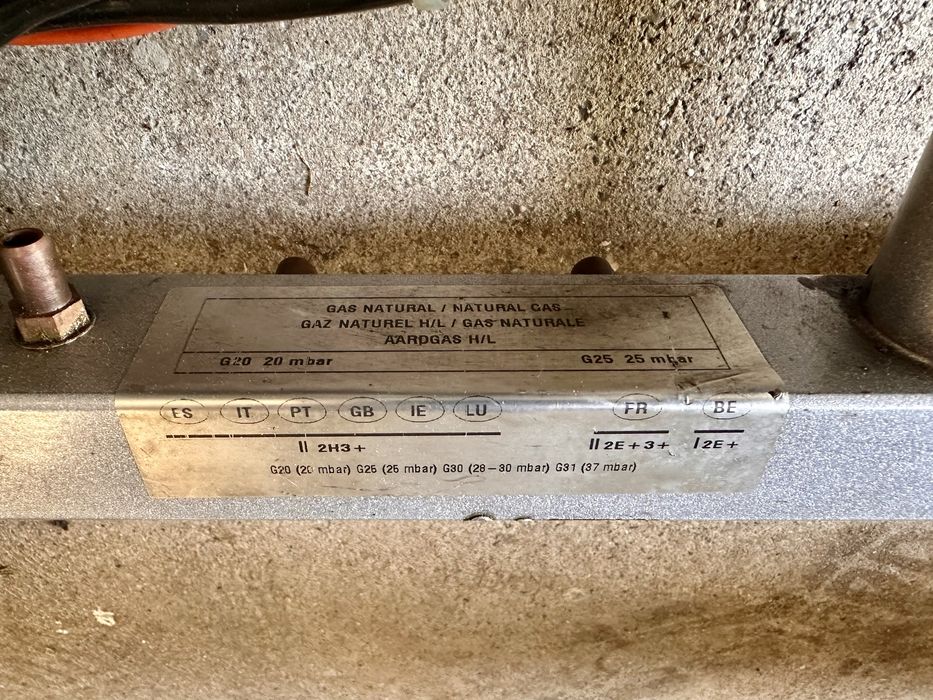 GAS NATURAL / NATURAL GAS
GAZ NATUREL H/L / GAS NATURALE
AARDGAS H/L
G20 20 mbar G25 25 mbar
ES IT PT GB IE LU FR BE
II 2H3+ II 2E+3+ I 2E+
G20 (20 mbar) G25 (25 mbar) G30 (28-30 mbar) G31 (37 mbar)